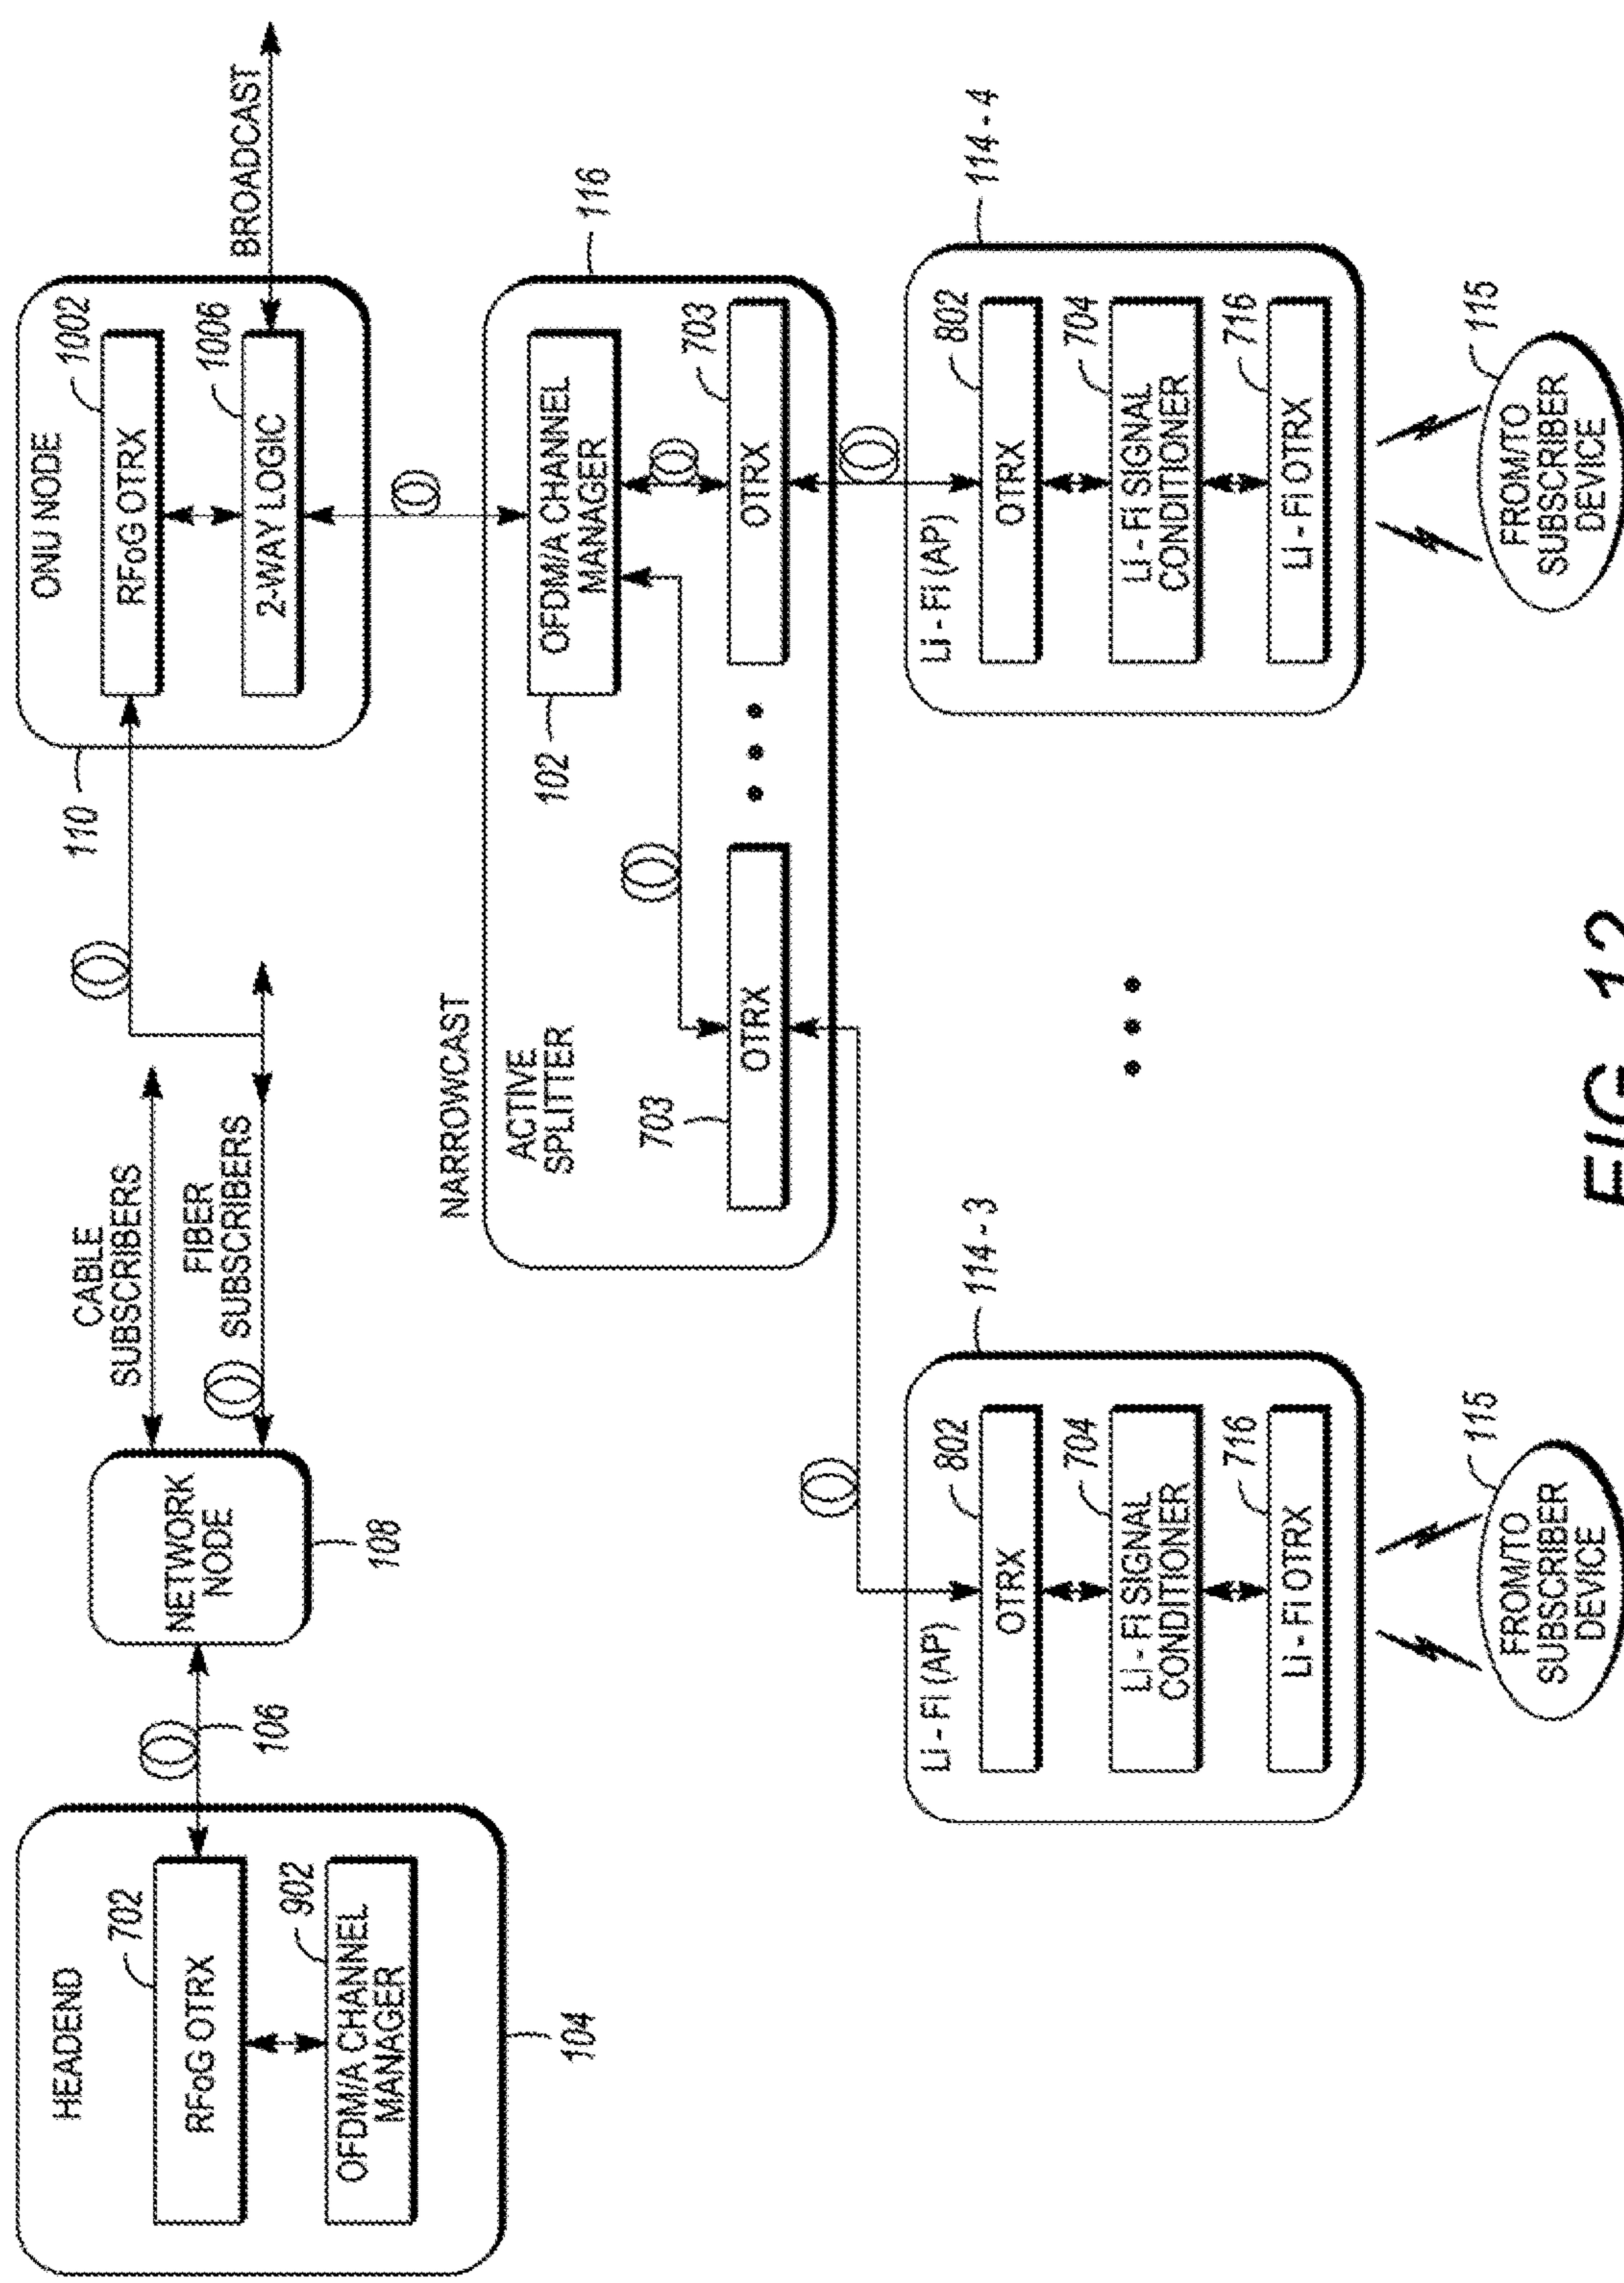 HEADEND
702
RFoG OTRX
902
OFDM/A CHANNEL
MANAGER
104
106
NETWORK
NODE
108
CABLE
SUBSCRIBERS
FIBER
SUBSCRIBERS
110
ONU NODE
1002
RFoG OTRX
1006
2-WAY LOGIC
BROADCAST
NARROWCAST
116
ACTIVE
SPLITTER
102
OFDM/A CHANNEL
MANAGER
703
OTRX
703
OTRX
114 - 3
Li - Fi (AP)
802
OTRX
704
Li - Fi SIGNAL
CONDITIONER
716
Li - Fi OTRX
115
FROM/TO
SUBSCRIBER
DEVICE
114 - 4
Li - Fi (AP)
802
OTRX
704
Li - Fi SIGNAL
CONDITIONER
716
Li - Fi OTRX
115
FROM/TO
SUBSCRIBER
DEVICE
FIG. 12